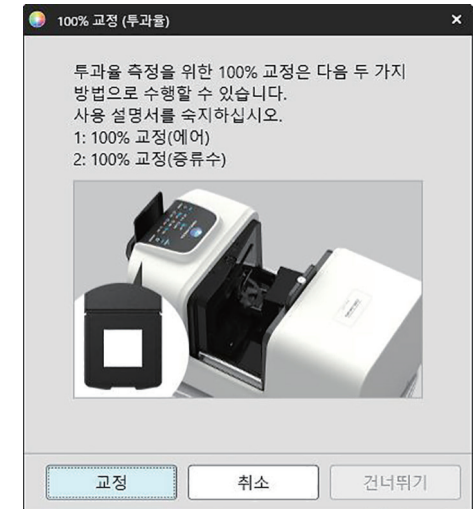 100% 교정 (투과율)
투과율 측정을 위한 100% 교정은 다음 두 가지
방법으로 수행할 수 있습니다.
사용 설명서를 숙지하십시오.
1: 100% 교정(에어)
2: 100% 교정(증류수)
교정
취소
건너뛰기